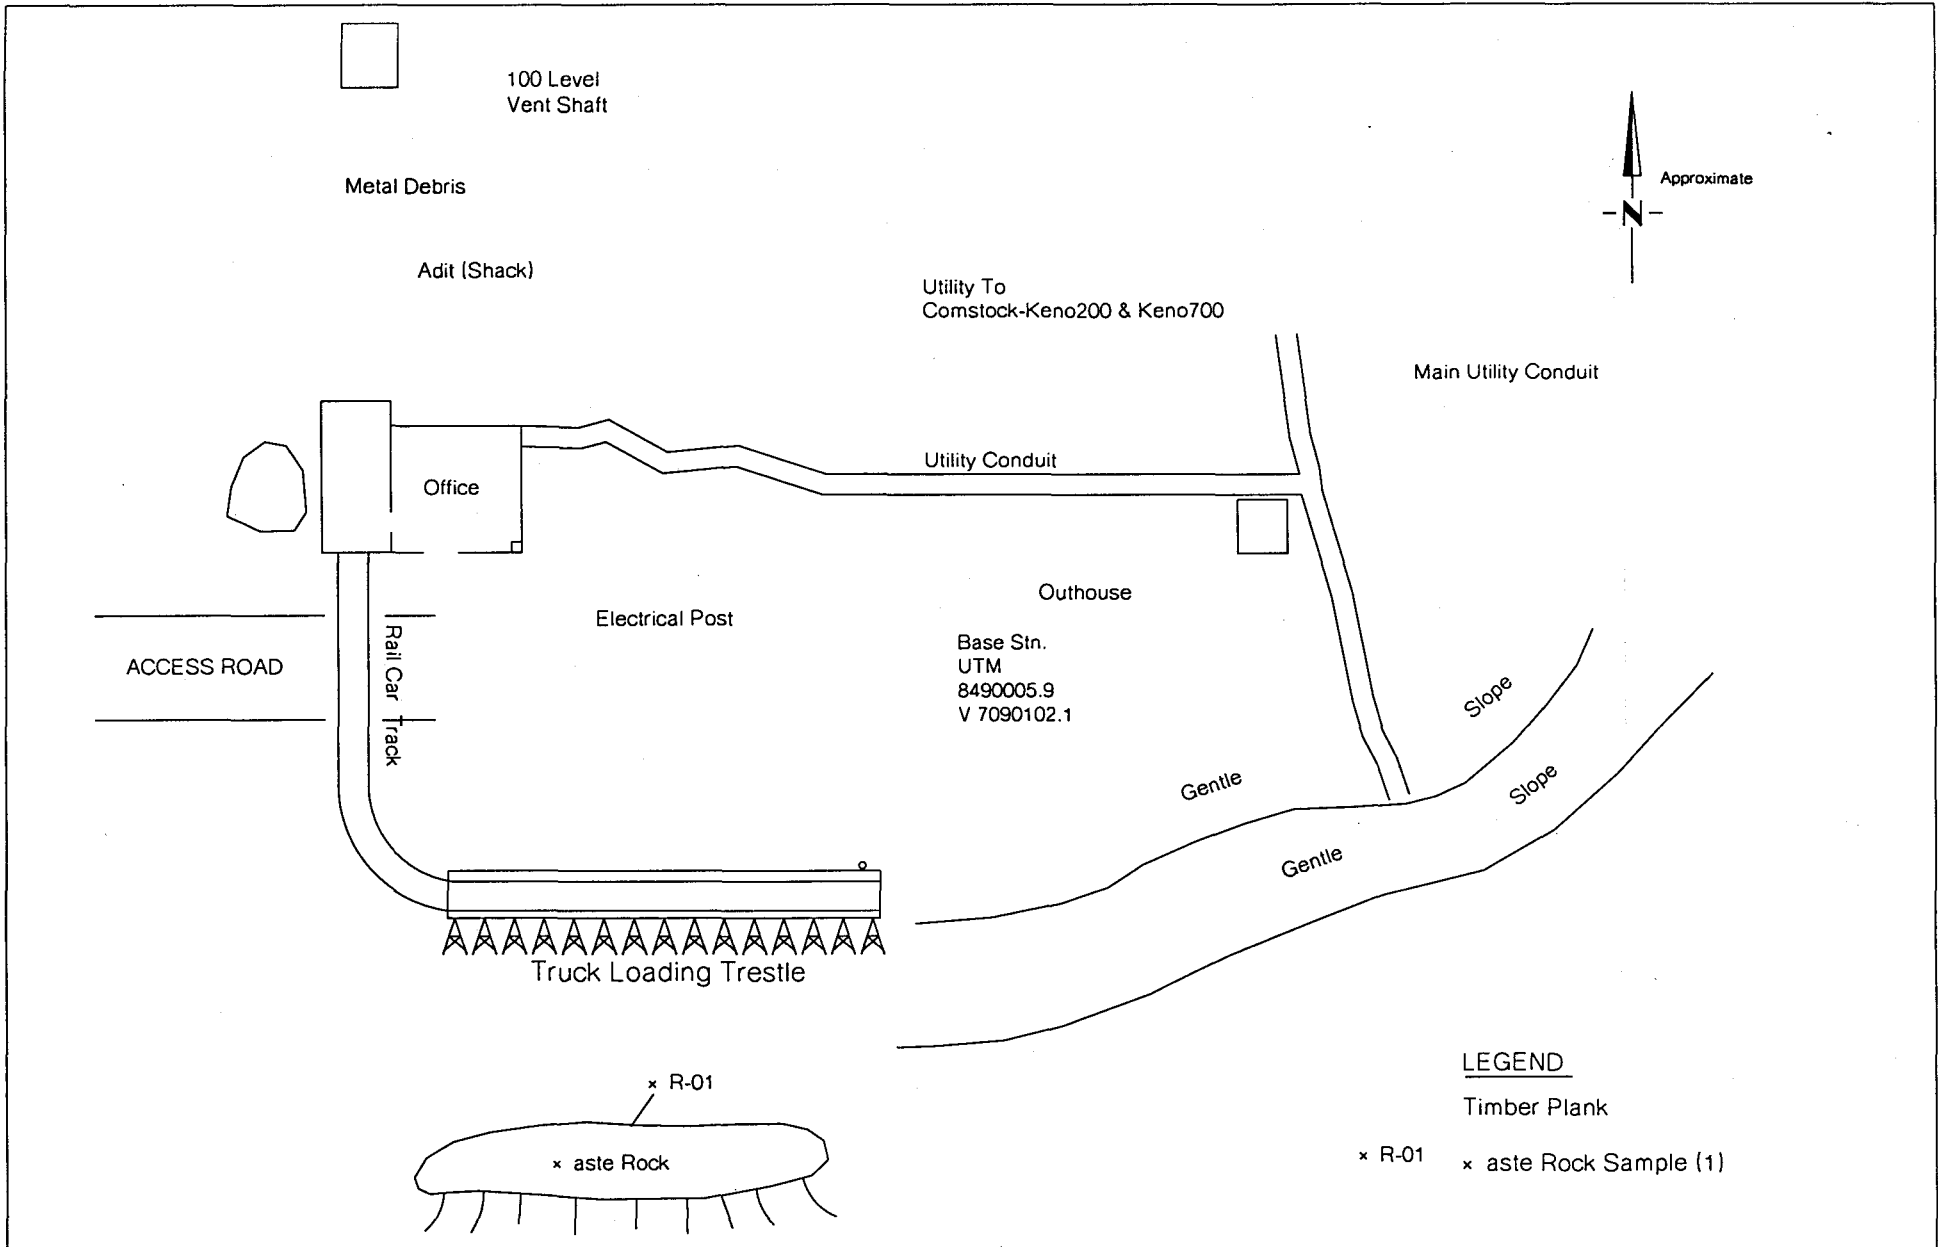 100 Level
Vent Shaft
Metal Debris
Approximate
N
Adit (Shack)
Utility To
Comstock-Keno200 & Keno700
Main Utility Conduit
Utility Conduit
Office
Outhouse
Electrical Post
Base Stn.
UTM
8490005.9
V 7090102.1
ACCESS ROAD
Rail Car Track
Slope
Gentle
Slope
Gentle
Truck Loading Trestle
× R-01
× aste Rock
LEGEND
Timber Plank
× R-01 × aste Rock Sample (1)